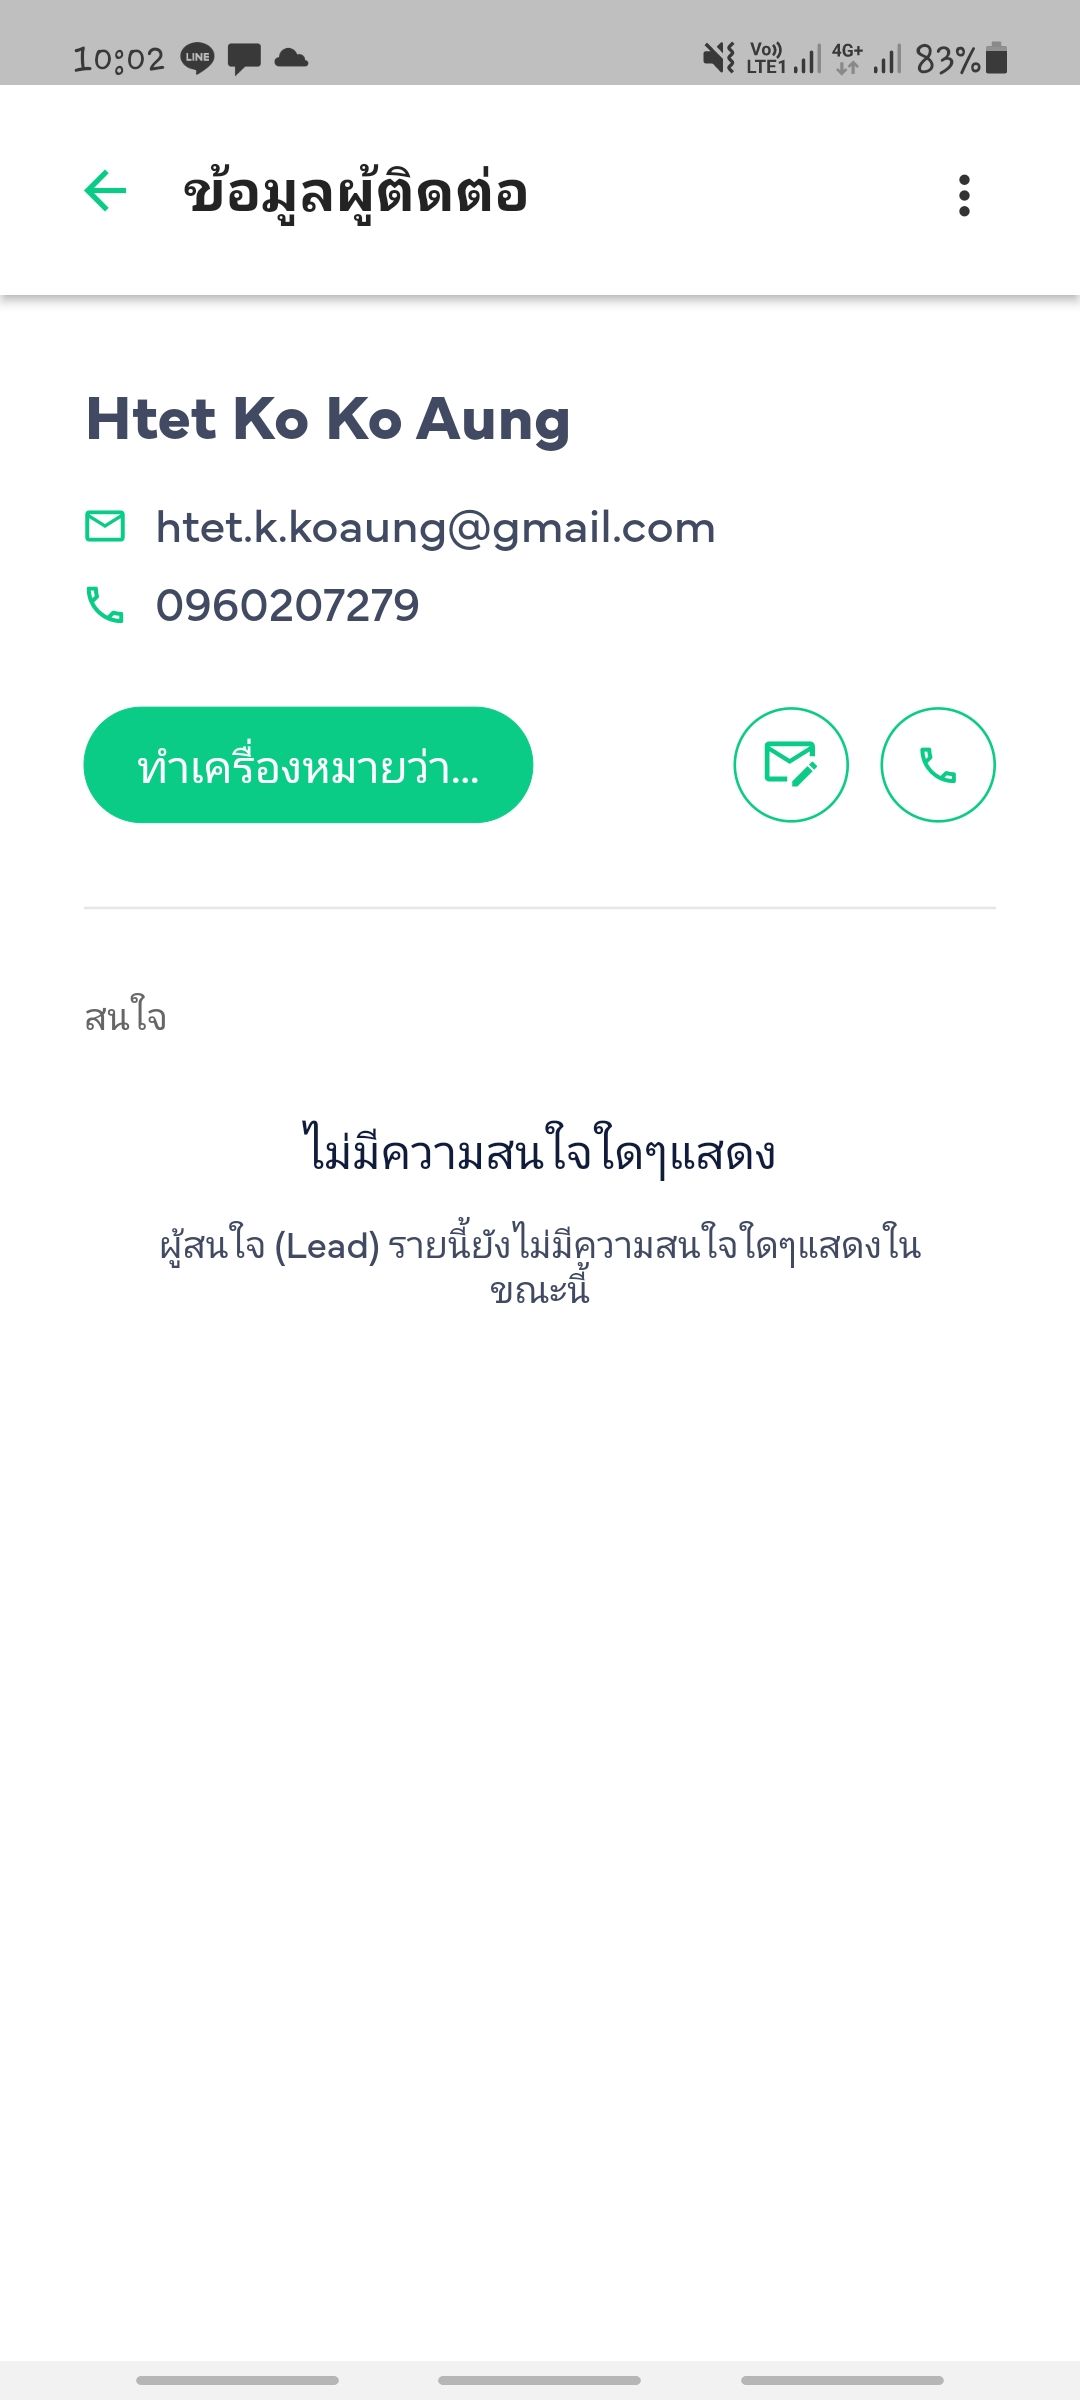 10:02 LINE Vo)) LTE1 4G+ 83%
ข้อมูลผู้ติดต่อ
Htet Ko Ko Aung
htet.k.koaung@gmail.com
0960207279
ทำเครื่องหมายว่า...
สนใจ
ไม่มีความสนใจใดๆแสดง
ผู้สนใจ (Lead) รายนี้ยังไม่มีความสนใจใดๆแสดงใน
ขณะนี้